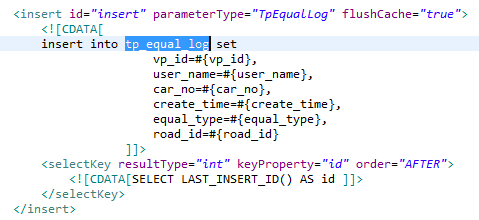 <insert id="insert" parameterType="TpEqualLog" flushCache="true">
<![CDATA[
insert into tp_equal_log set
vp_id=#{vp_id},
user_name=#{user_name},
car_no=#{car_no},
create_time=#{create_time},
equal_type=#{equal_type},
road_id=#{road_id}
]]>
<selectKey resultType="int" keyProperty="id" order="AFTER">
<![CDATA[SELECT LAST_INSERT_ID() AS id ]]>
</selectKey>
</insert>